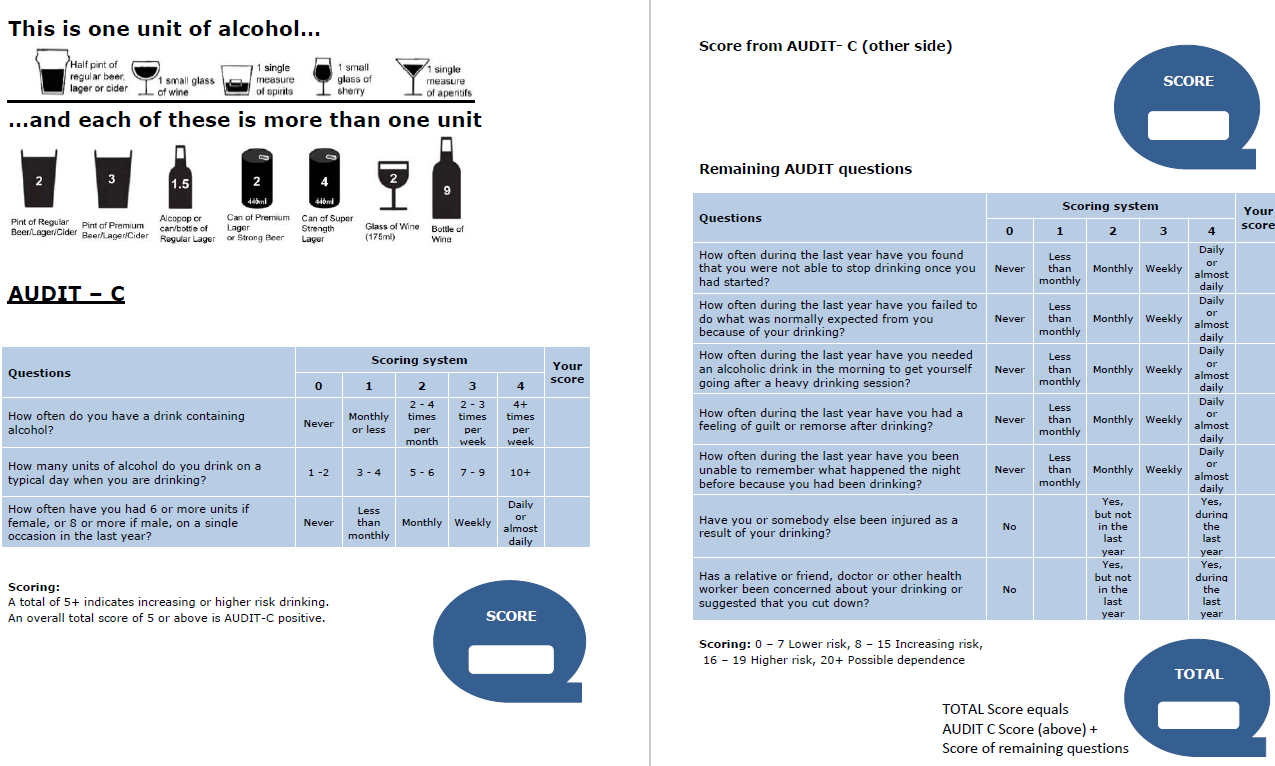 This is one unit of alcohol...
Half pint of
regular beer,
lager or cider
1 small glass
of wine
1 single
measure
of spirits
1 small
glass of
sherry
1 single
measure
of aperitifs
...and each of these is more than one unit
2
3
1.5
2
440ml
4
440ml
2
9
Pint of Regular
Beer/Lager/Cider
Pint of Premium
Beer/Lager/Cider
Alcopop or
can/bottle of
Regular Lager
Can of Premium
Lager
or Strong Beer
Can of Super
Strength
Lager
Glass of Wine
(175ml)
Bottle of
Wine
AUDIT – C
Questions
Scoring system
Your
score
0 1 2 3 4
How often do you have a drink containing
alcohol?
Never
Monthly
or less
2 - 4
times
per
month
2 - 3
times
per
week
4+
times
per
week
How many units of alcohol do you drink on a
typical day when you are drinking?
1 -2
3 - 4
5 - 6
7 - 9
10+
How often have you had 6 or more units if
female, or 8 or more if male, on a single
occasion in the last year?
Never
Less
than
monthly
Monthly
Weekly
Daily
or
almost
daily
Scoring:
A total of 5+ indicates increasing or higher risk drinking.
An overall total score of 5 or above is AUDIT-C positive.
SCORE
Score from AUDIT- C (other side)
SCORE
Remaining AUDIT questions
Questions
Scoring system
Your
score
0 1 2 3 4
How often during the last year have you found
that you were not able to stop drinking once you
had started?
Never
Less
than
monthly
Monthly
Weekly
Daily
or
almost
daily
How often during the last year have you failed to
do what was normally expected from you
because of your drinking?
Never
Less
than
monthly
Monthly
Weekly
Daily
or
almost
daily
How often during the last year have you needed
an alcoholic drink in the morning to get yourself
going after a heavy drinking session?
Never
Less
than
monthly
Monthly
Weekly
Daily
or
almost
daily
How often during the last year have you had a
feeling of guilt or remorse after drinking?
Never
Less
than
monthly
Monthly
Weekly
Daily
or
almost
daily
How often during the last year have you been
unable to remember what happened the night
before because you had been drinking?
Never
Less
than
monthly
Monthly
Weekly
Daily
or
almost
daily
Have you or somebody else been injured as a
result of your drinking?
No
Yes,
but not
in the
last
year
Yes,
during
the
last
year
Has a relative or friend, doctor or other health
worker been concerned about your drinking or
suggested that you cut down?
No
Yes,
but not
in the
last
year
Yes,
during
the
last
year
Scoring: 0 – 7 Lower risk, 8 – 15 Increasing risk,
16 – 19 Higher risk, 20+ Possible dependence
TOTAL
TOTAL Score equals
AUDIT C Score (above) +
Score of remaining questions